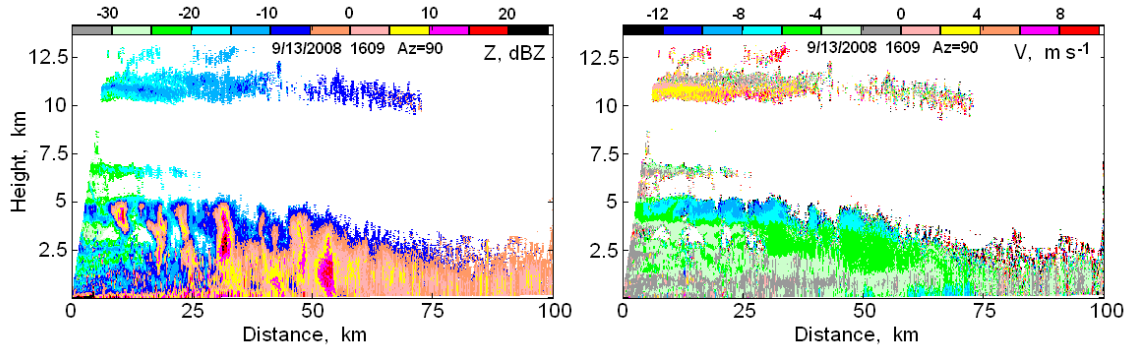 -30 -20 -10 0 10 20
9/13/2008 1609 Az=90 Z, dBZ
12.5
10
7.5
5
2.5
Height, km
0 25 50 75 100
Distance, km
-12 -8 -4 0 4 8
9/13/2008 1609 Az=90 V, m s-1
12.5
10
7.5
5
2.5
0 25 50 75 100
Distance, km